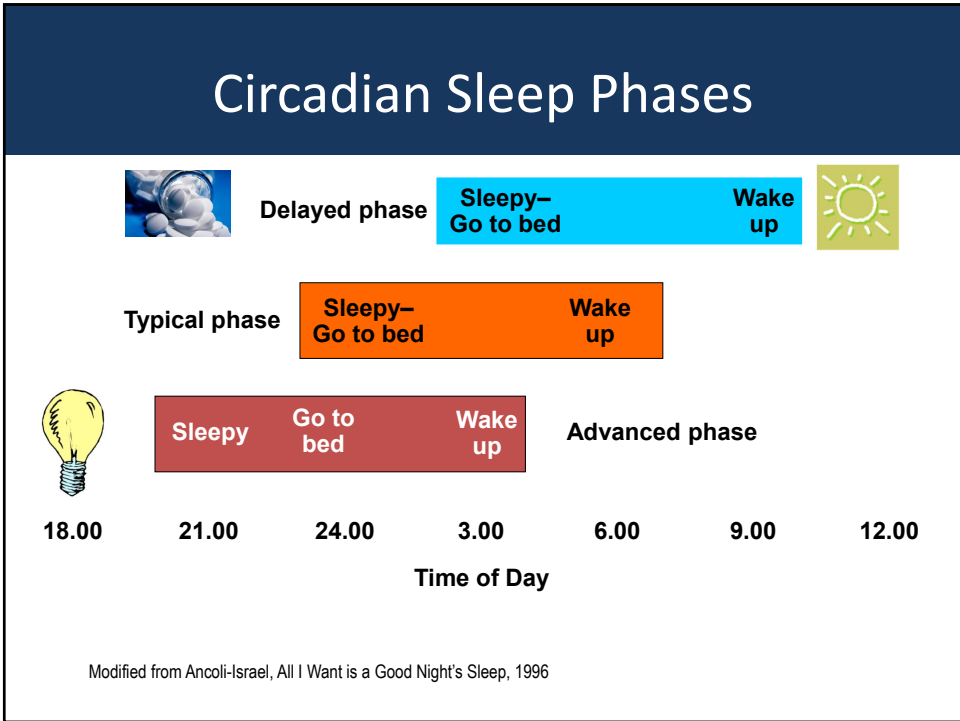 Circadian Sleep Phases
Delayed phase
Sleepy–
Go to bed
Wake
up
Typical phase
Sleepy–
Go to bed
Wake
up
Sleepy
Go to
bed
Wake
up
Advanced phase
18.00 21.00 24.00 3.00 6.00 9.00 12.00
Time of Day
Modified from Ancoli-Israel, All I Want is a Good Night's Sleep, 1996